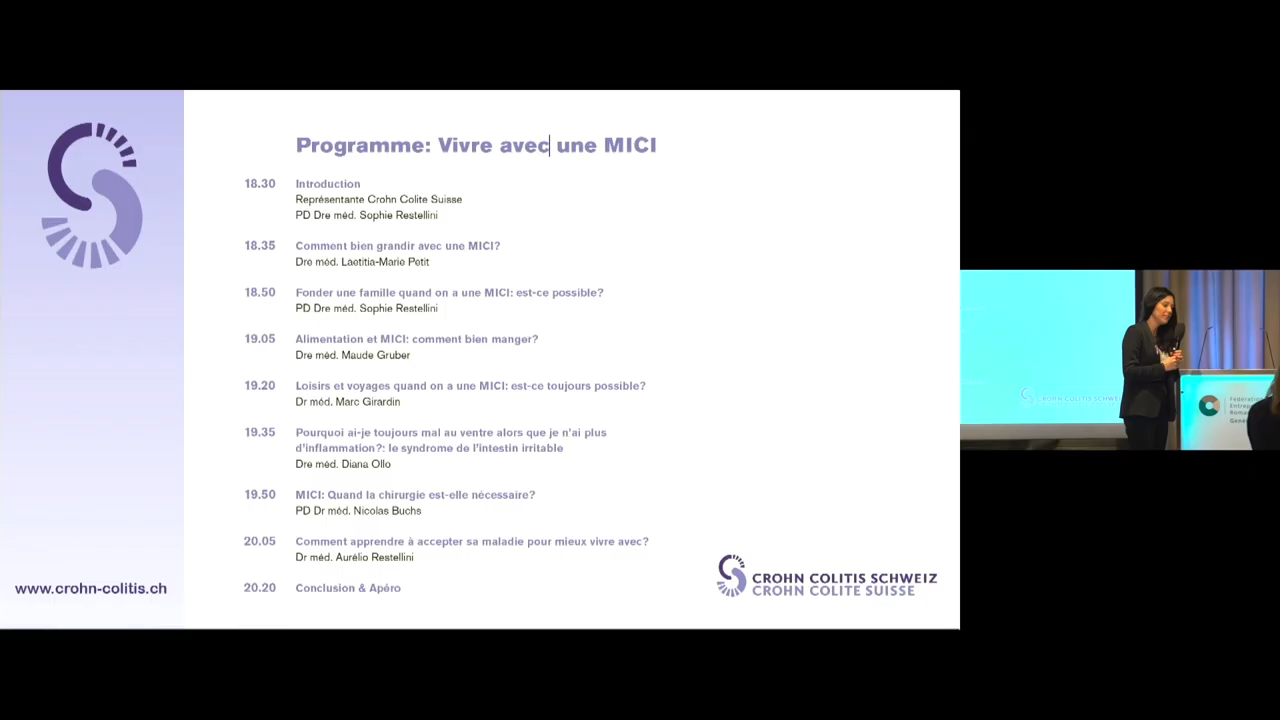 Programme: Vivre avec une MICI
18.30 Introduction
Représentante Crohn Colite Suisse
PD Dre méd. Sophie Restellini
18.35 Comment bien grandir avec une MICI?
Dre méd. Laetitia-Marie Petit
18.50 Fonder une famille quand on a une MICI: est-ce possible?
PD Dre méd. Sophie Restellini
19.05 Alimentation et MICI: comment bien manger?
Dre méd. Maude Gruber
19.20 Loisirs et voyages quand on a une MICI: est-ce toujours possible?
Dr méd. Marc Girardin
19.35 Pourquoi ai-je toujours mal au ventre alors que je n'ai plus
d'inflammation?: le syndrome de l'intestin irritable
Dre méd. Diana Ollo
19.50 MICI: Quand la chirurgie est-elle nécessaire?
PD Dr méd. Nicolas Buchs
20.05 Comment apprendre à accepter sa maladie pour mieux vivre avec?
Dr méd. Aurélio Restellini
20.20 Conclusion & Apéro
www.crohn-colitis.ch
CROHN COLITIS SCHWEIZ
CROHN COLITE SUISSE
CROHN COLITIS